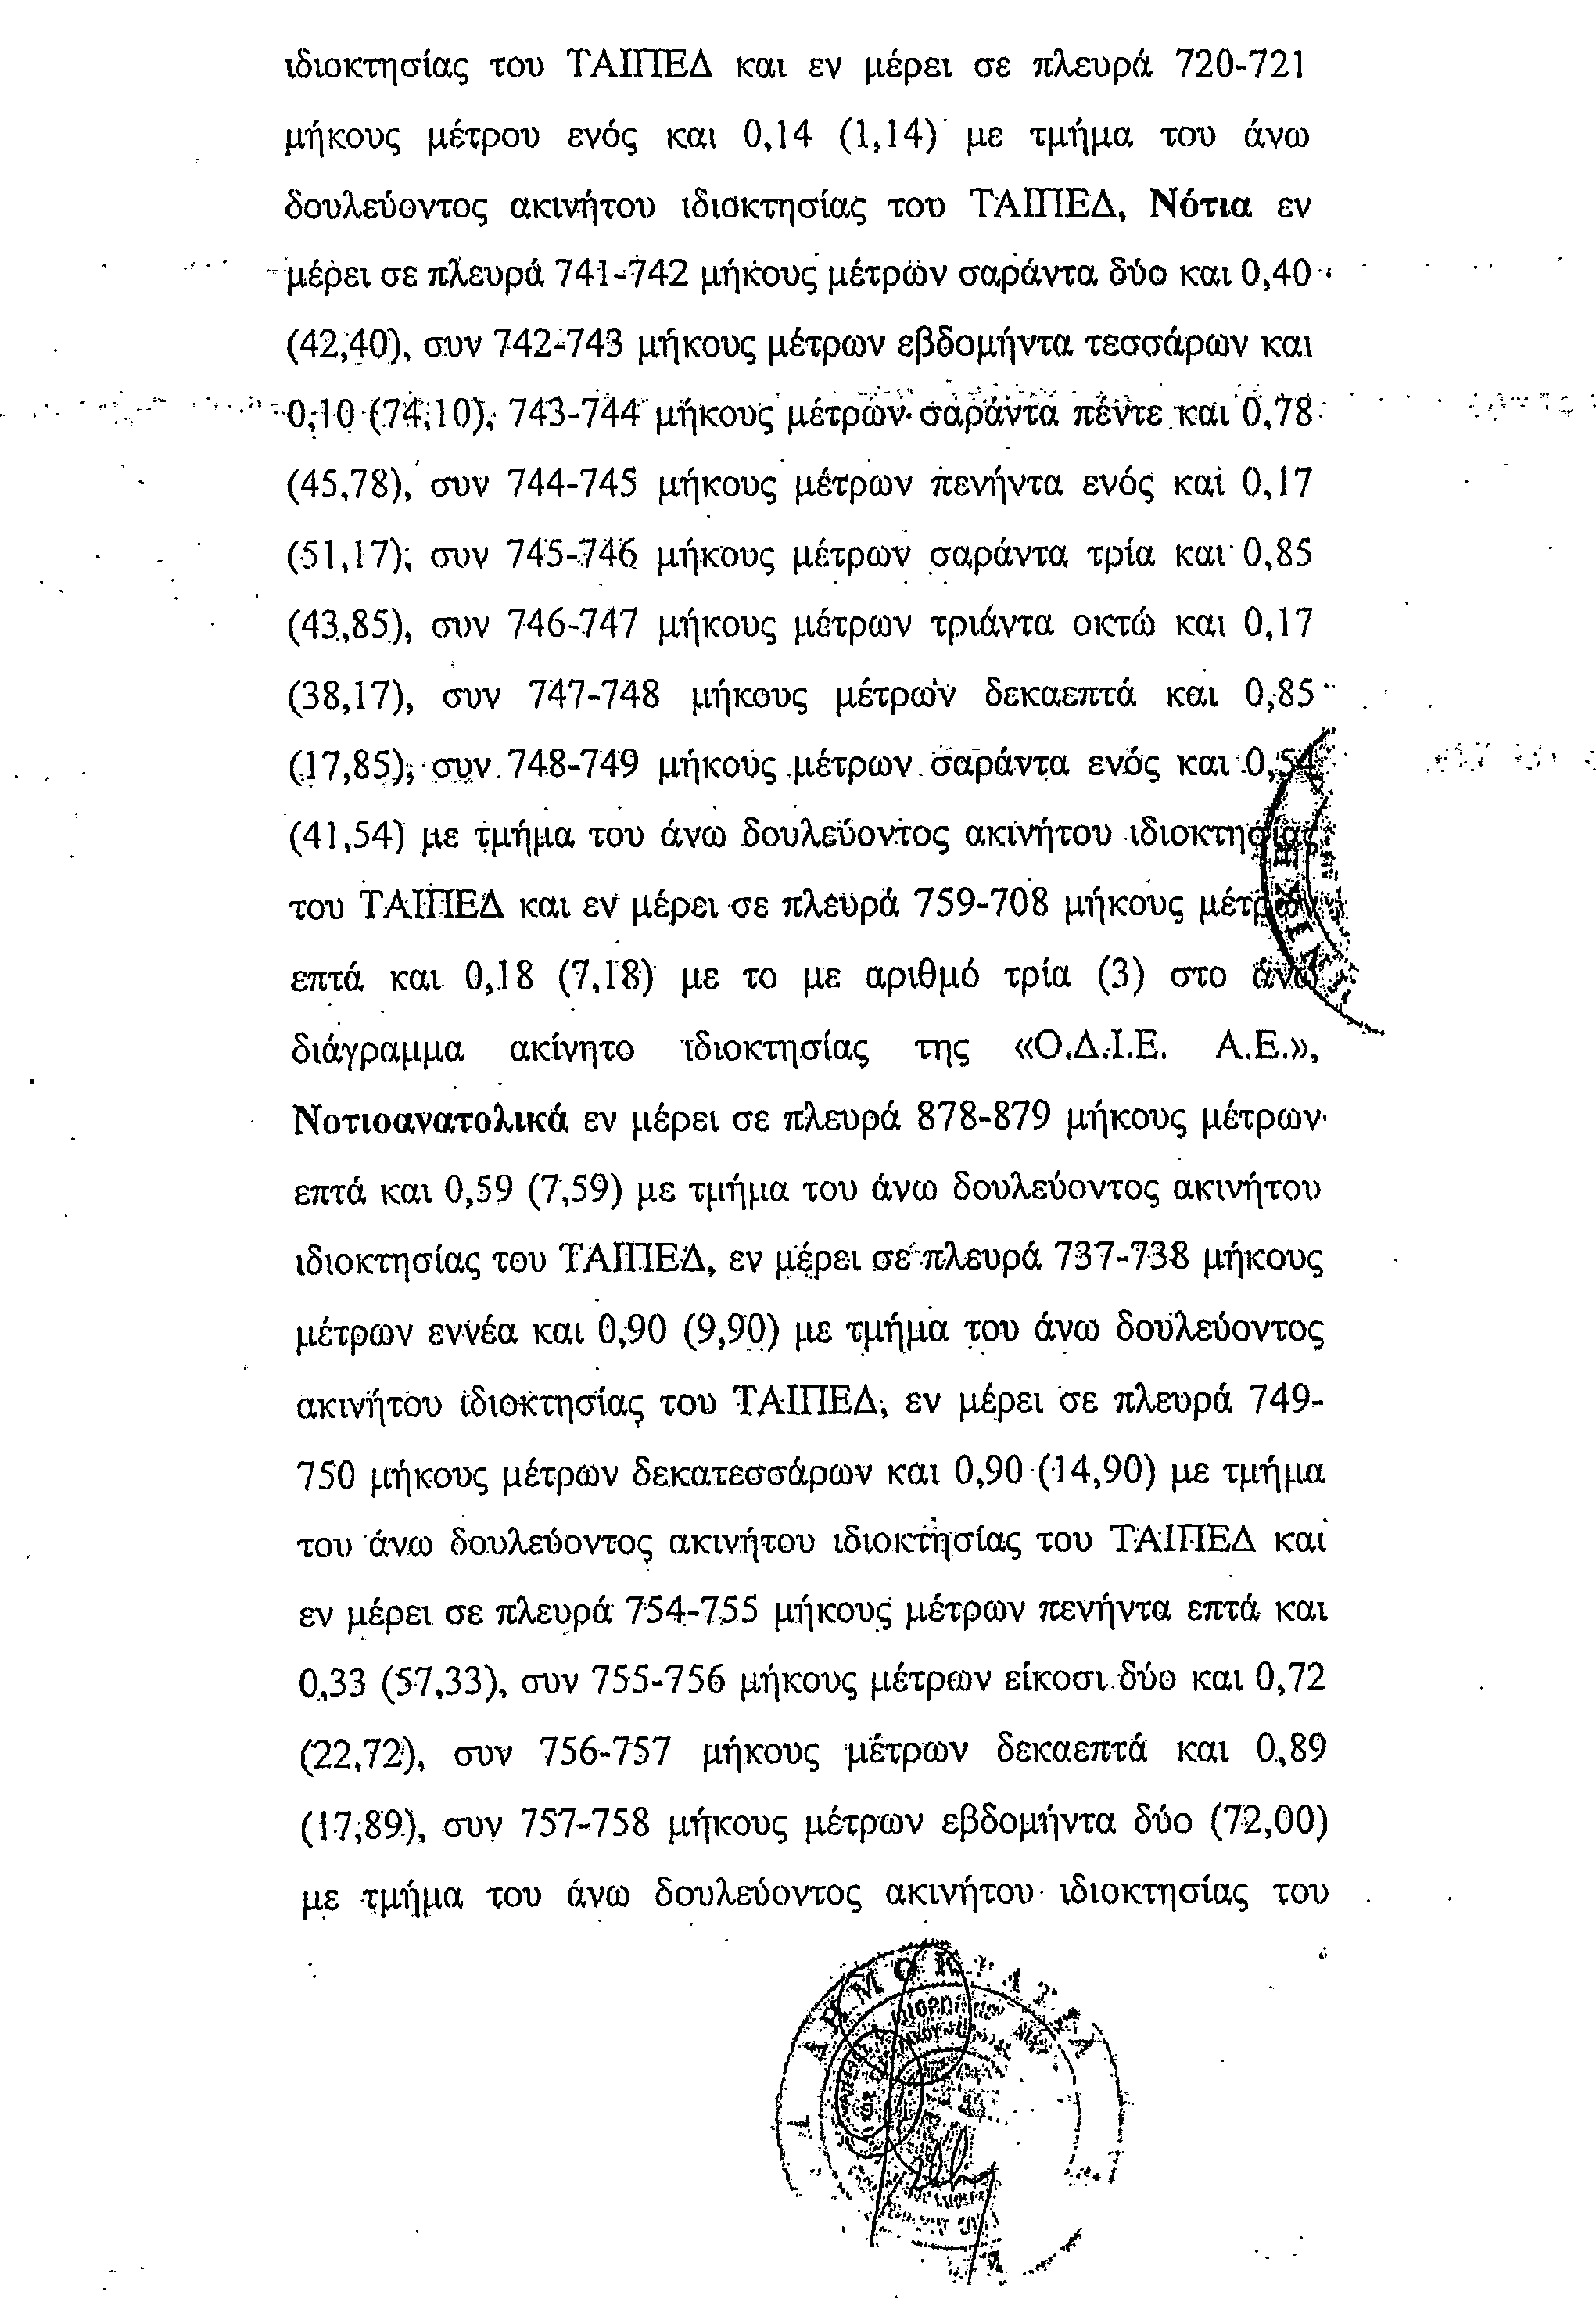 ιδιοκτησίας του ΤΑΙΠΕΔ και εν μέρει σε πλευρά 720-721
μήκους μέτρου ενός και 0,14 (1,14) με τμήμα του άνω
δουλεύοντος ακινήτου ιδιοκτησίας του ΤΑΙΠΕΔ, Νότια εν
μέρει σε πλευρά 741-742 μήκους μέτρων σαράντα δύο και 0,40
(42,40), συν 742-743 μήκους μέτρων εβδομήντα τεσσάρων και
0,10 (74,10), 743-744 μήκους μέτρων σαράντα πέντε και 0,78
(45,78), συν 744-745 μήκους μέτρων πενήντα ενός και 0,17
(51,17), συν 745-746 μήκους μέτρων σαράντα τρία και 0,85
(43,85), συν 746-747 μήκους μέτρων τριάντα οκτώ και 0,17
(38,17), συν 747-748 μήκους μέτρων δεκαεπτά και 0,85
(17,85), συν 748-749 μήκους μέτρων σαράντα ενός και 0,54
(41,54) με τμήμα του άνω δουλεύοντος ακινήτου ιδιοκτησίας
του ΤΑΙΠΕΔ και εν μέρει σε πλευρά 759-708 μήκους μέτρων
επτά και 0,18 (7,18) με το με αριθμό τρία (3) στο άνω
διάγραμμα ακίνητο ιδιοκτησίας της «Ο.Δ.Ι.Ε. Α.Ε.»,
Νοτιοανατολικά εν μέρει σε πλευρά 878-879 μήκους μέτρων
επτά και 0,59 (7,59) με τμήμα του άνω δουλεύοντος ακινήτου
ιδιοκτησίας του ΤΑΙΠΕΔ, εν μέρει σε πλευρά 737-738 μήκους
μέτρων εννέα και 0,90 (9,90) με τμήμα του άνω δουλεύοντος
ακινήτου ιδιοκτησίας του ΤΑΙΠΕΔ, εν μέρει σε πλευρά 749-
750 μήκους μέτρων δεκατεσσάρων και 0,90 (14,90) με τμήμα
του άνω δουλεύοντος ακινήτου ιδιοκτησίας του ΤΑΙΠΕΔ και
εν μέρει σε πλευρά 754-755 μήκους μέτρων πενήντα επτά και
0,33 (57,33), συν 755-756 μήκους μέτρων είκοσι δύο και 0,72
(22,72), συν 756-757 μήκους μέτρων δεκαεπτά και 0,89
(17,89), συν 757-758 μήκους μέτρων εβδομήντα δύο (72,00)
με τμήμα του άνω δουλεύοντος ακινήτου ιδιοκτησίας του